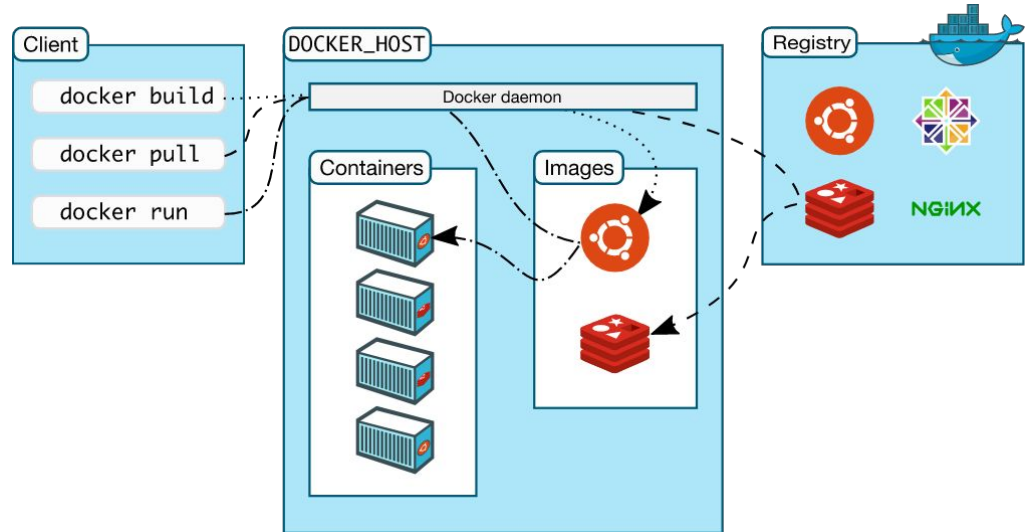 Client
docker build
docker pull
docker run
DOCKER_HOST
Docker daemon
Containers
Images
Registry
NGiNX